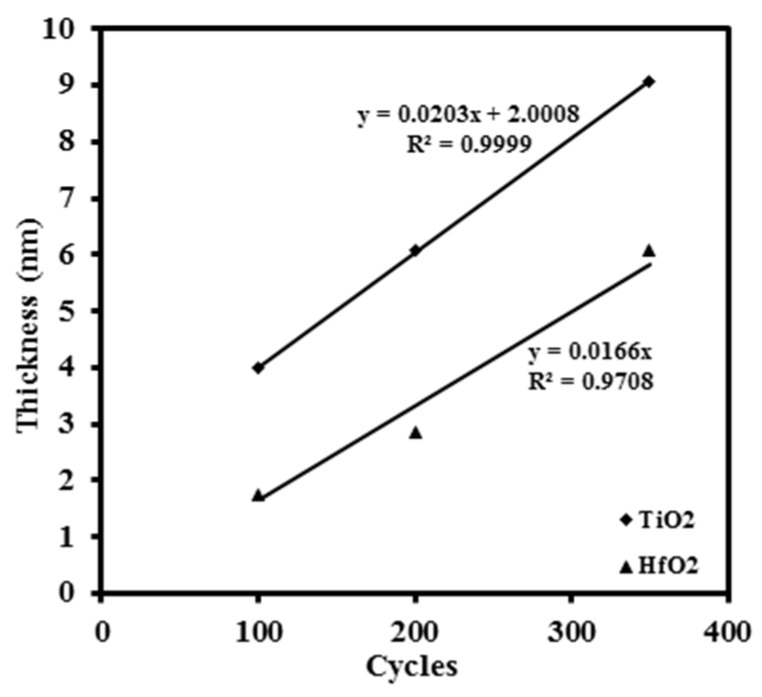 10
9
8
7
6
5
4
3
2
1
0
Thickness (nm)
y = 0.0203x + 2.0008
R² = 0.9999
y = 0.0166x
R² = 0.9708
TiO2
HfO2
0 100 200 300 400
Cycles